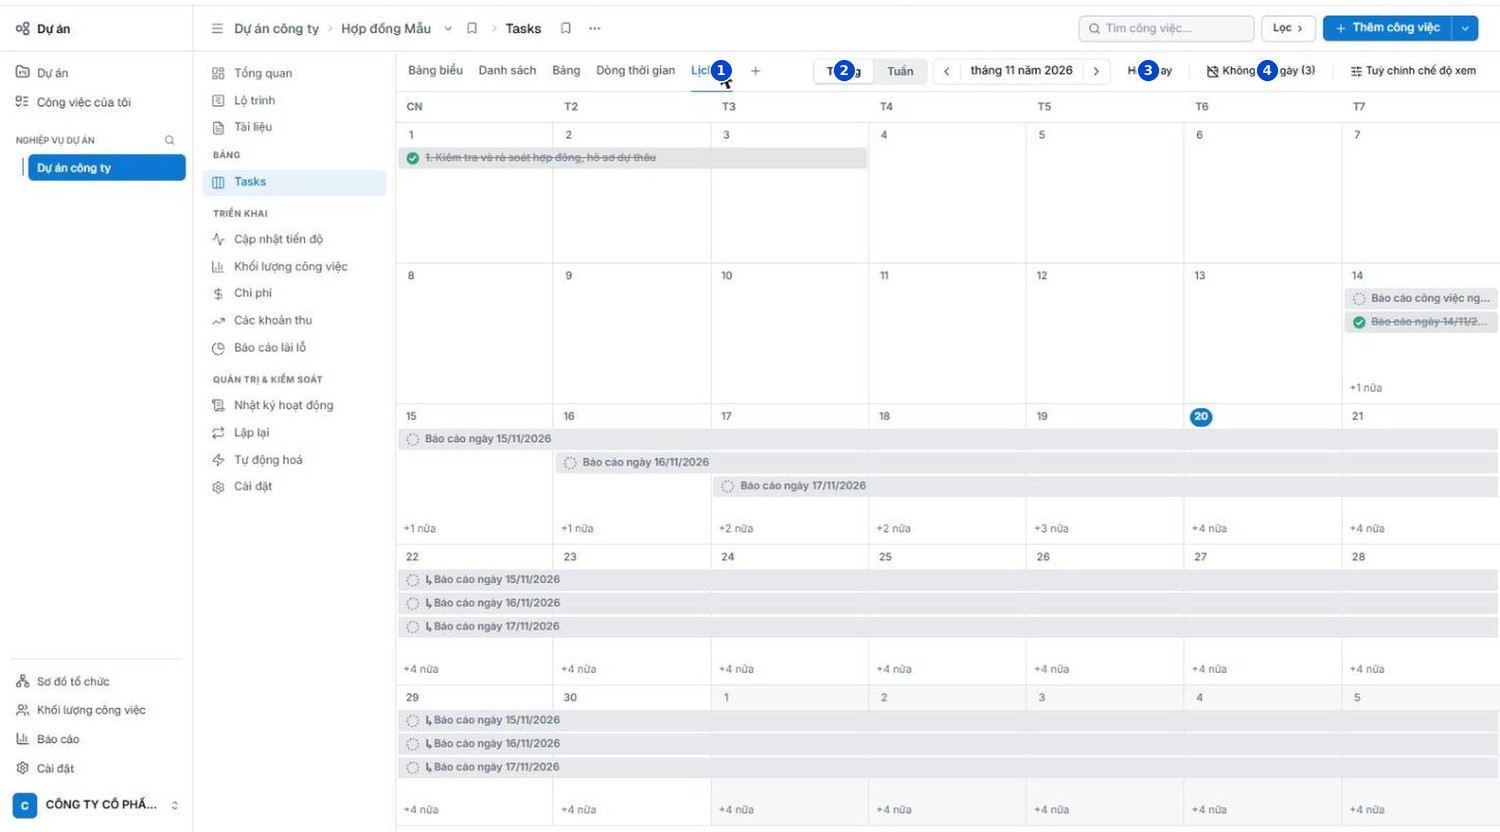 Dự án
Dự án công ty › Hợp đồng Mẫu › Tasks
Tìm công việc...
Lọc
Thêm công việc
Dự án
Công việc của tôi
NGHIỆP VỤ DỰ ÁN
Dự án công ty
Tổng quan
Lộ trình
Tài liệu
BẢNG
Tasks
TRIỂN KHAI
Cập nhật tiến độ
Khối lượng công việc
Chi phí
Các khoản thu
Báo cáo lãi lỗ
QUẢN TRỊ & KIỂM SOÁT
Nhật ký hoạt động
Lặp lại
Tự động hoá
Cài đặt
Sơ đồ tổ chức
Khối lượng công việc
Báo cáo
Cài đặt
C CÔNG TY CỔ PHẦ...
Bảng biểu Danh sách Bảng Dòng thời gian 1
2 Tuần tháng 11 năm 2026 3 Không 4 (3) Tuỳ chỉnh chế độ xem
CN T2 T3 T4 T5 T6 T7
1 2 3 4 5 6 7
1. Kiểm tra và rà soát hợp đồng, hồ sơ dự thầu
8 9 10 11 12 13 14
Báo cáo công việc ng...
Báo cáo ngày 14/11/2...
+1 nữa
15 16 17 18 19 20 21
Báo cáo ngày 15/11/2026
Báo cáo ngày 16/11/2026
Báo cáo ngày 17/11/2026
+1 nữa +1 nữa +2 nữa +2 nữa +3 nữa +4 nữa +4 nữa
22 23 24 25 26 27 28
Báo cáo ngày 15/11/2026
Báo cáo ngày 16/11/2026
Báo cáo ngày 17/11/2026
+4 nữa +4 nữa +4 nữa +4 nữa +4 nữa +4 nữa +4 nữa
29 30 1 2 3 4 5
Báo cáo ngày 15/11/2026
Báo cáo ngày 16/11/2026
Báo cáo ngày 17/11/2026
+4 nữa +4 nữa +4 nữa +4 nữa +4 nữa +4 nữa +4 nữa